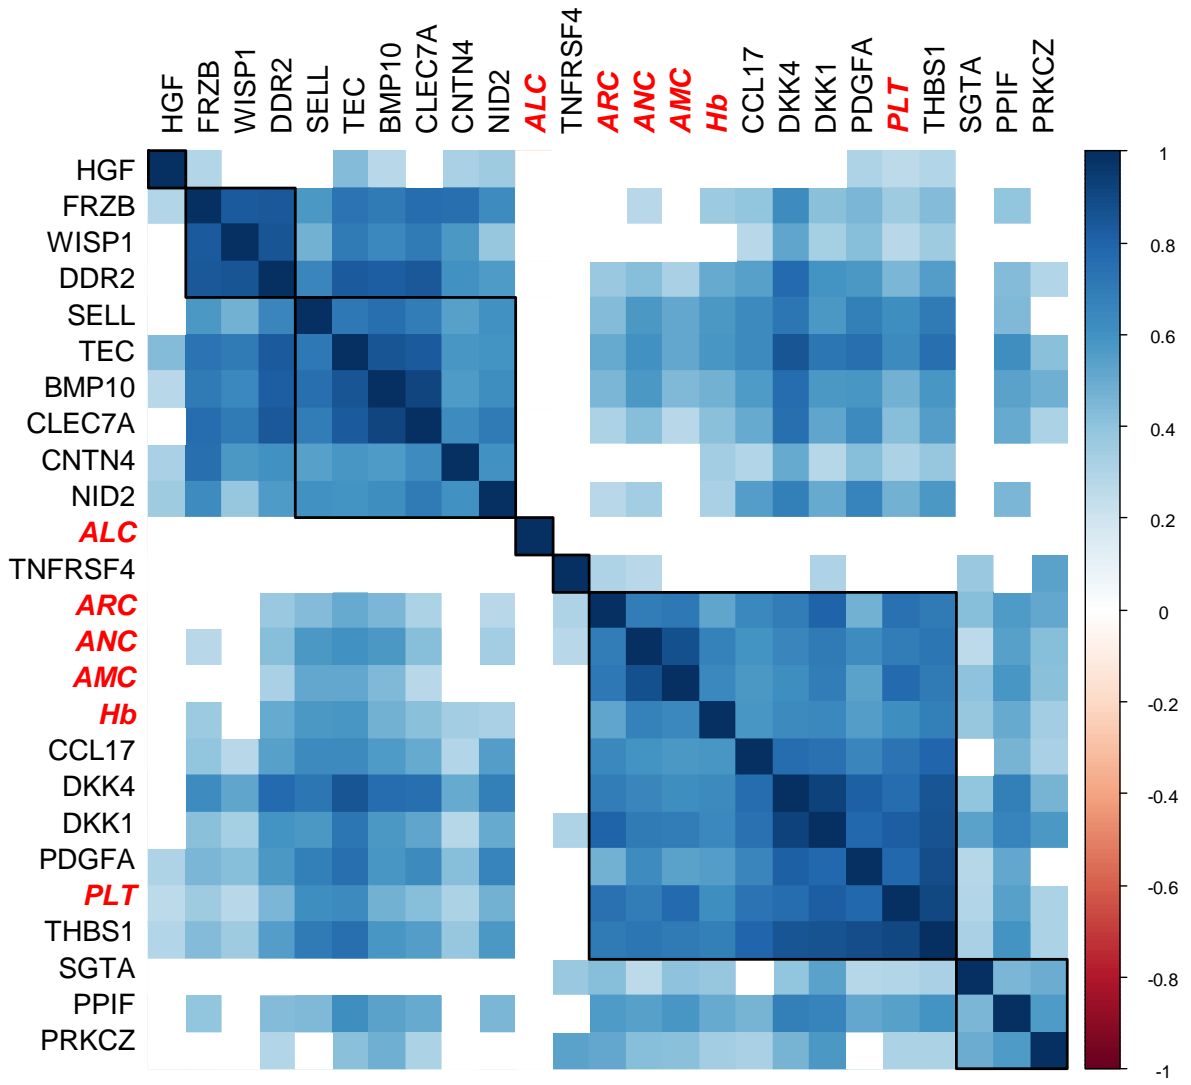 HGF
FRZB
WISP1
DDR2
SELL
TEC
BMP10
CLEC7A
CNTN4
NID2
ALC
TNFRSF4
ARC
ANC
AMC
Hb
CCL17
DKK4
DKK1
PDGFA
PLT
THBS1
SGTA
PPIF
PRKCZ
HGF
FRZB
WISP1
DDR2
SELL
TEC
BMP10
CLEC7A
CNTN4
NID2
ALC
TNFRSF4
ARC
ANC
AMC
Hb
CCL17
DKK4
DKK1
PDGFA
PLT
THBS1
SGTA
PPIF
PRKCZ
1
0.8
0.6
0.4
0.2
0
-0.2
-0.4
-0.6
-0.8
-1